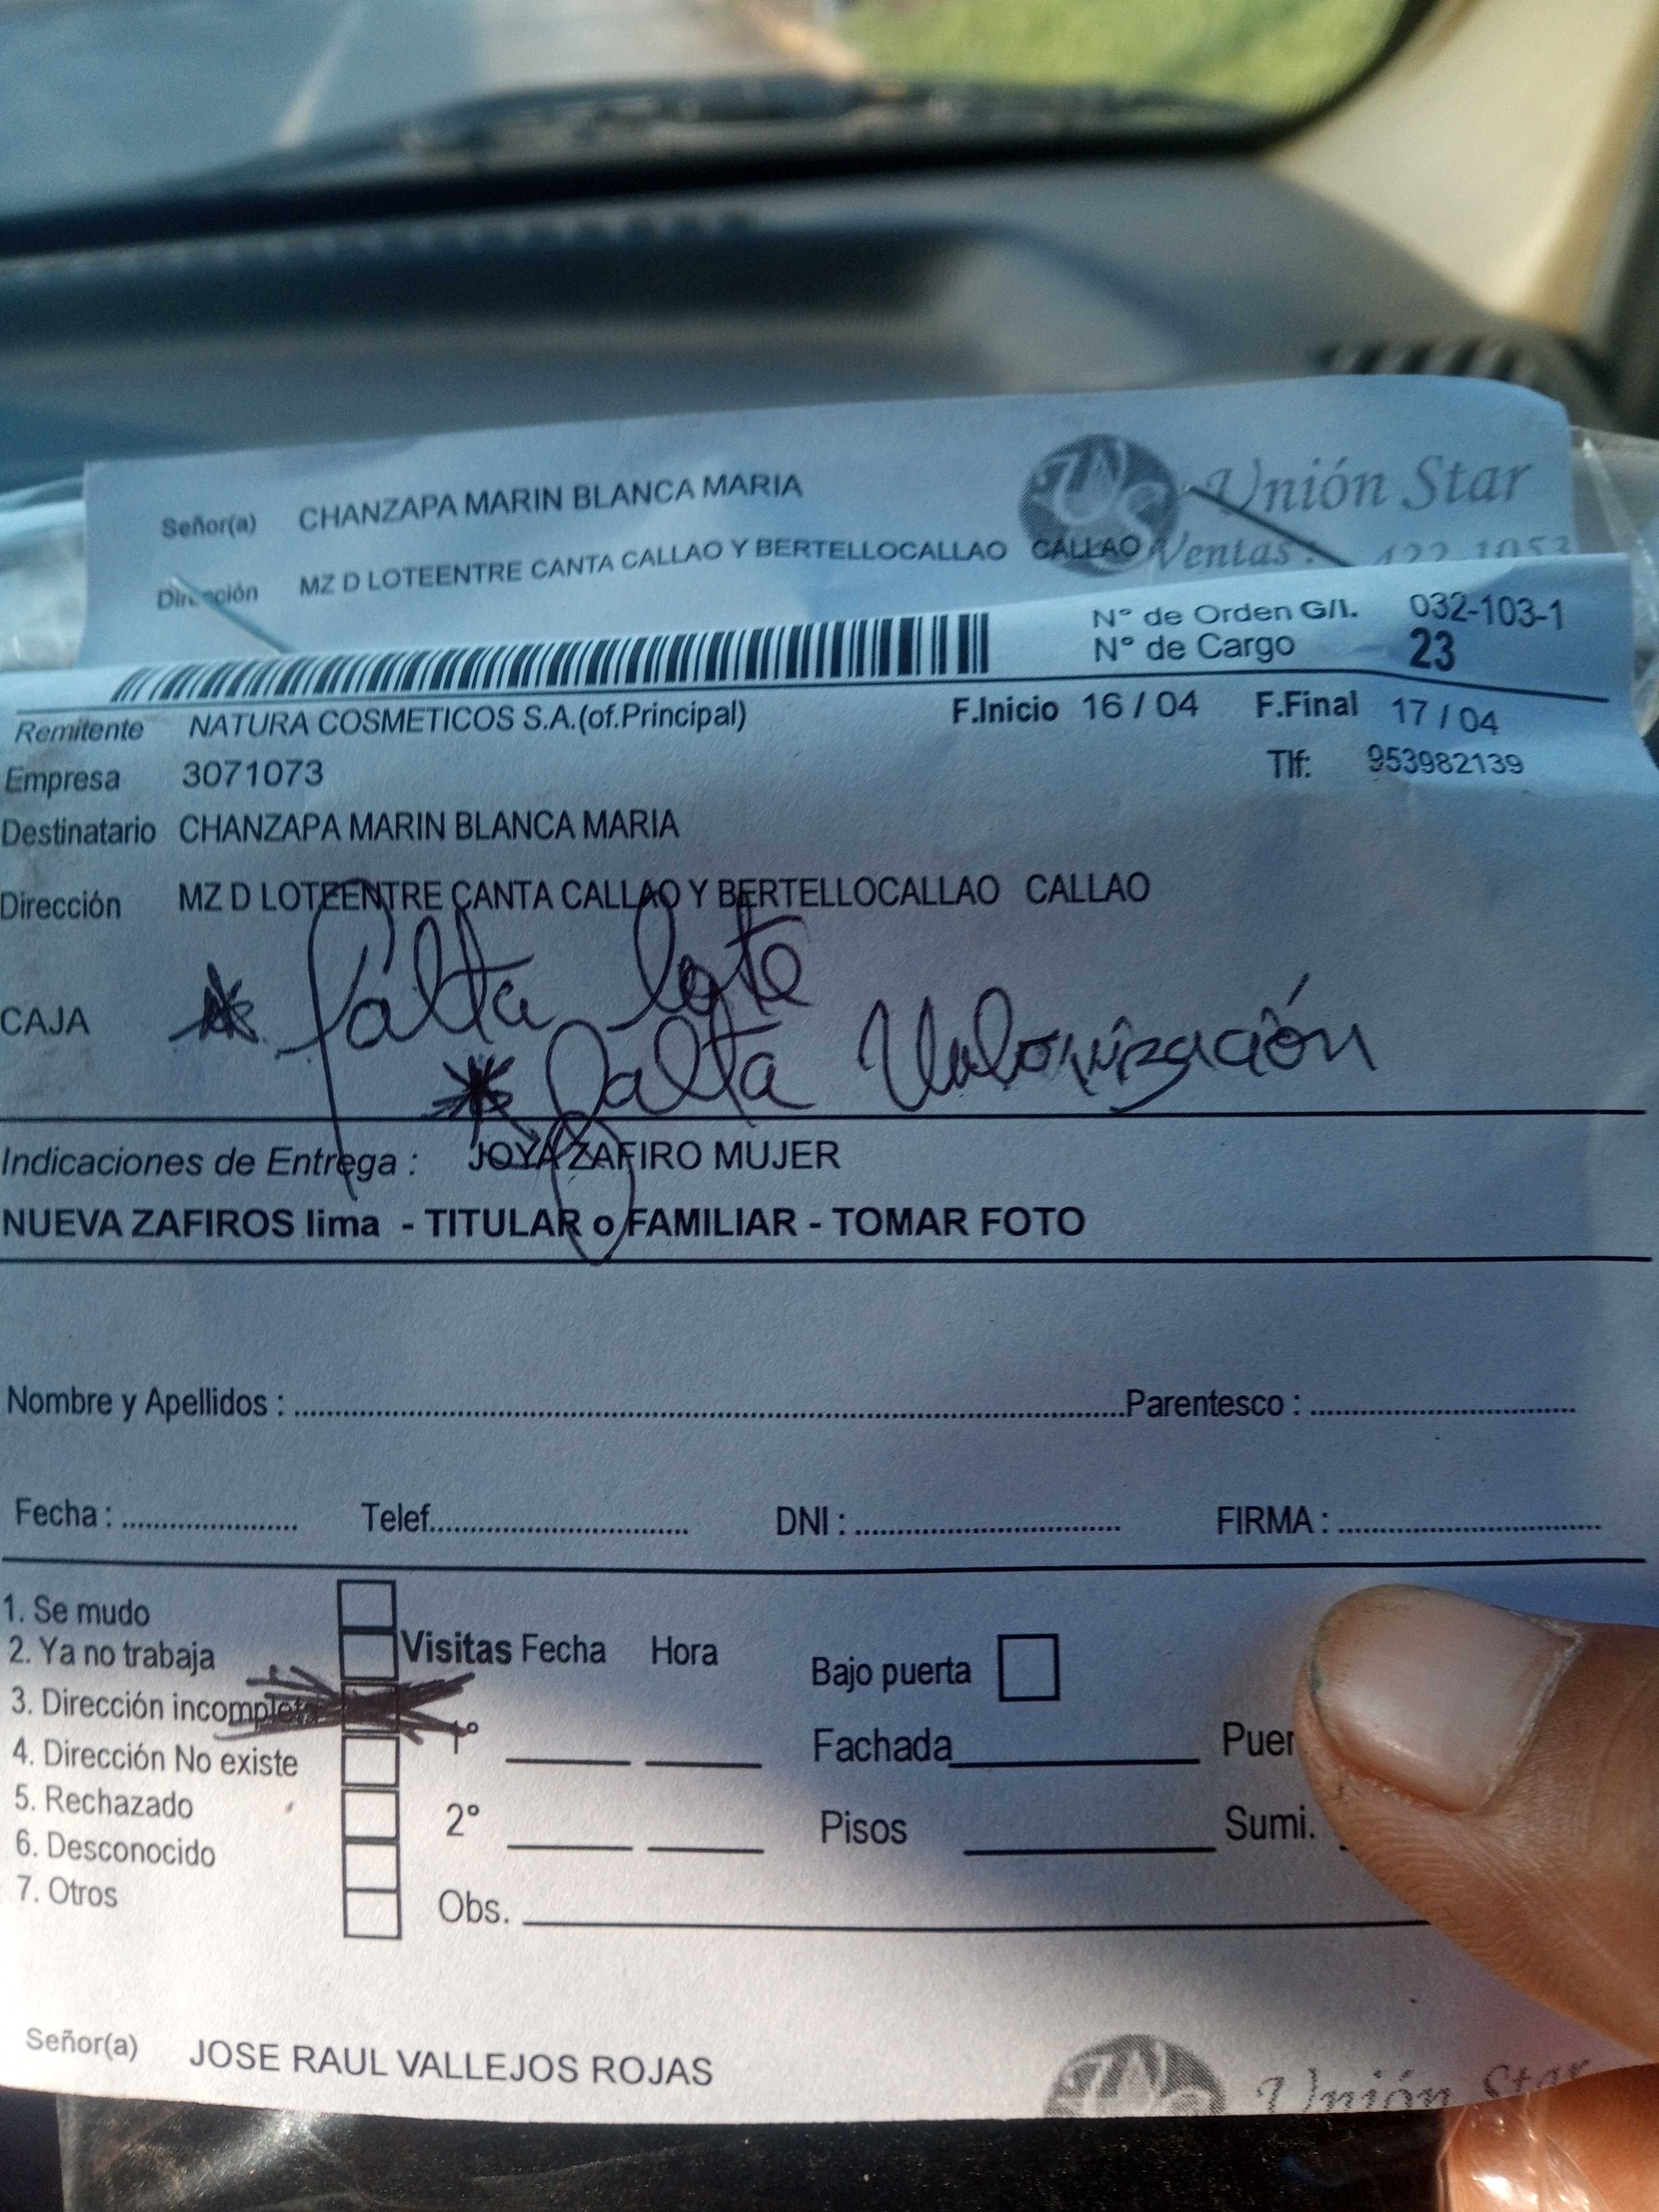 Señor(a) CHANZAPA MARIN BLANCA MARIA
Unión Star
Dirección MZ D LOTEENTRE CANTA CALLAO Y BERTELLOCALLAO CALLAO
Ventas : 422-1053
N° de Orden G/I. 032-103-1
N° de Cargo 23
Remitente NATURA COSMETICOS S.A.(of.Principal) F.Inicio 16 / 04 F.Final 17 / 04
Empresa 3071073 Tlf: 953982139
Destinatario CHANZAPA MARIN BLANCA MARIA
Dirección MZ D LOTEENTRE CANTA CALLAO Y BERTELLOCALLAO CALLAO
CAJA * falta lote
* falta Valorización
Indicaciones de Entrega : JOYA ZAFIRO MUJER
NUEVA ZAFIROS lima - TITULAR o FAMILIAR - TOMAR FOTO
Nombre y Apellidos : Parentesco :
Fecha : Telef. DNI : FIRMA :
1. Se mudo
2. Ya no trabaja Visitas Fecha Hora Bajo puerta
3. Dirección incompleta
1° Fachada
4. Dirección No existe
5. Rechazado 2° Pisos Sumi.
6. Desconocido
7. Otros Obs.
Señor(a) JOSE RAUL VALLEJOS ROJAS
Unión Star